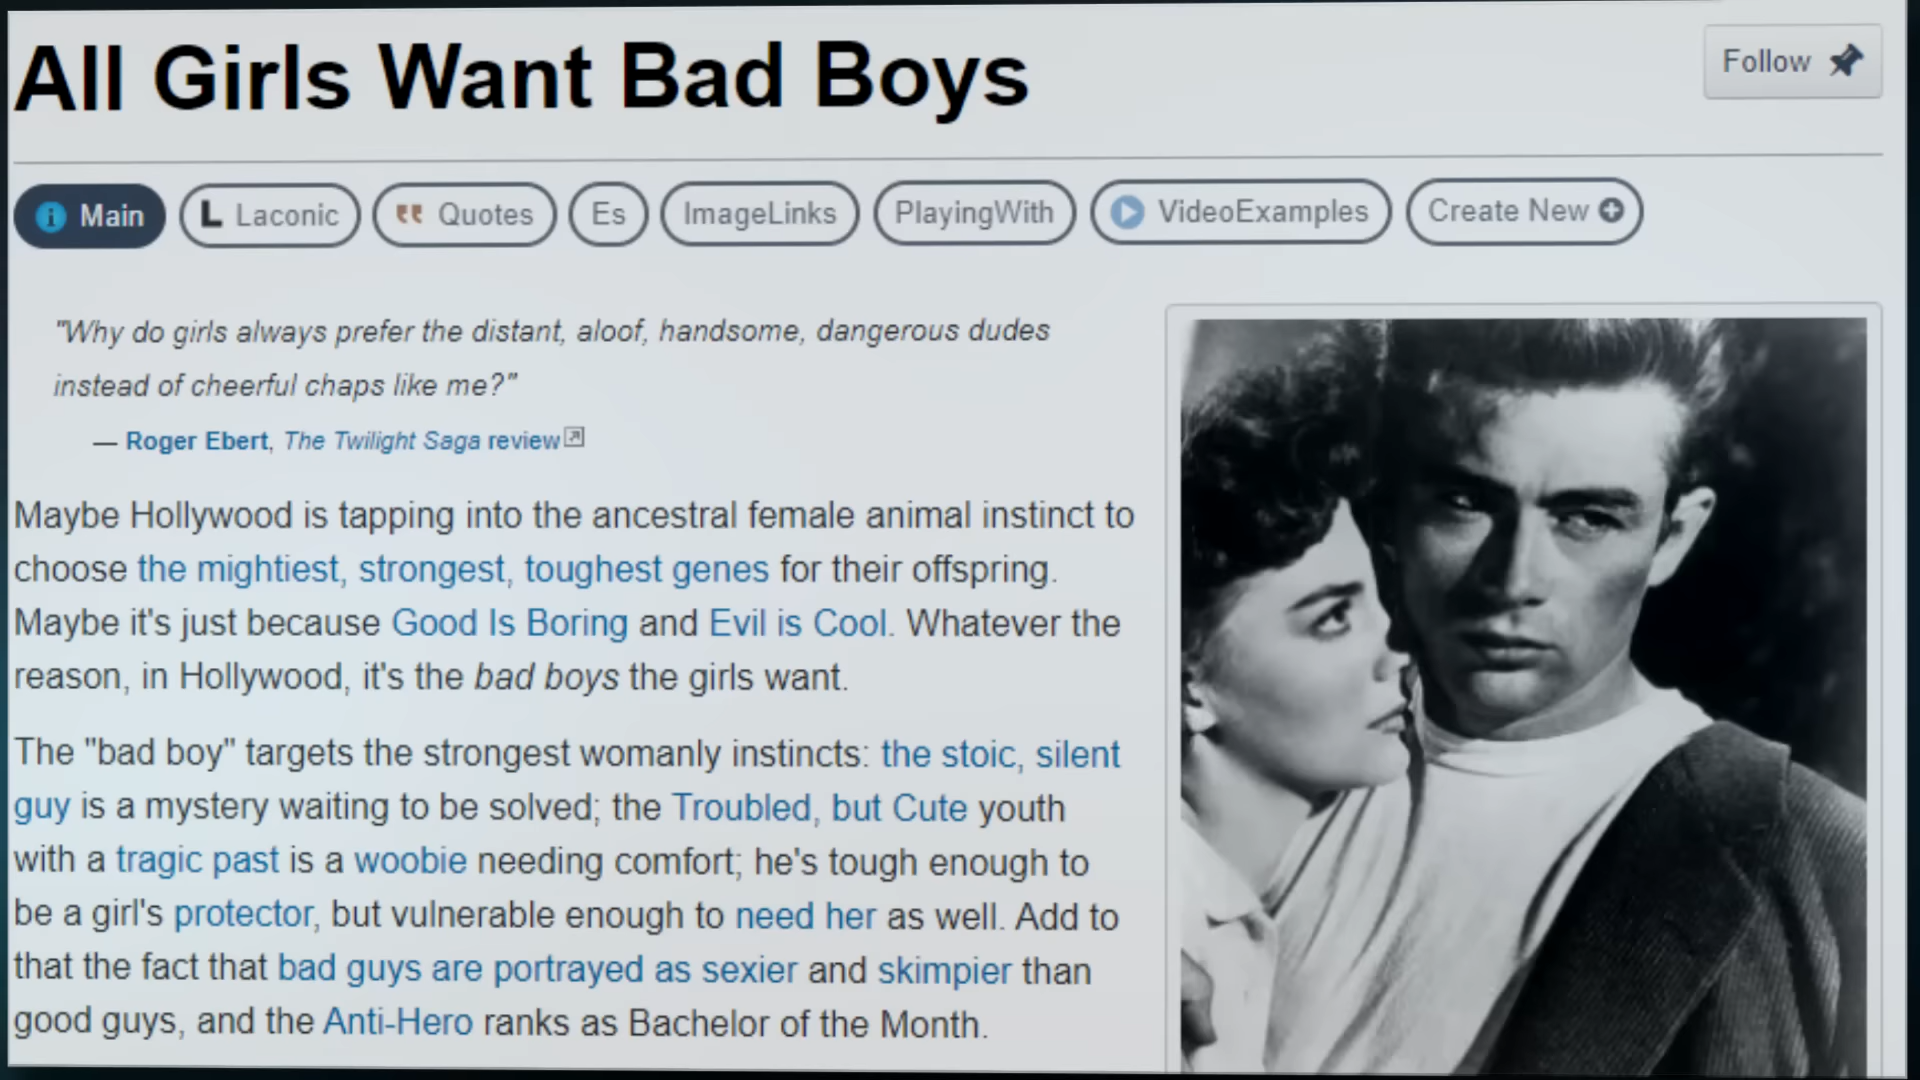 All Girls Want Bad Boys
Follow
Main
Laconic
Quotes
Es
ImageLinks
PlayingWith
VideoExamples
Create New
"Why do girls always prefer the distant, aloof, handsome, dangerous dudes
instead of cheerful chaps like me?"
— Roger Ebert, The Twilight Saga review
Maybe Hollywood is tapping into the ancestral female animal instinct to
choose the mightiest, strongest, toughest genes for their offspring.
Maybe it's just because Good Is Boring and Evil is Cool. Whatever the
reason, in Hollywood, it's the bad boys the girls want.
The "bad boy" targets the strongest womanly instincts: the stoic, silent
guy is a mystery waiting to be solved; the Troubled, but Cute youth
with a tragic past is a woobie needing comfort; he's tough enough to
be a girl's protector, but vulnerable enough to need her as well. Add to
that the fact that bad guys are portrayed as sexier and skimpier than
good guys, and the Anti-Hero ranks as Bachelor of the Month.